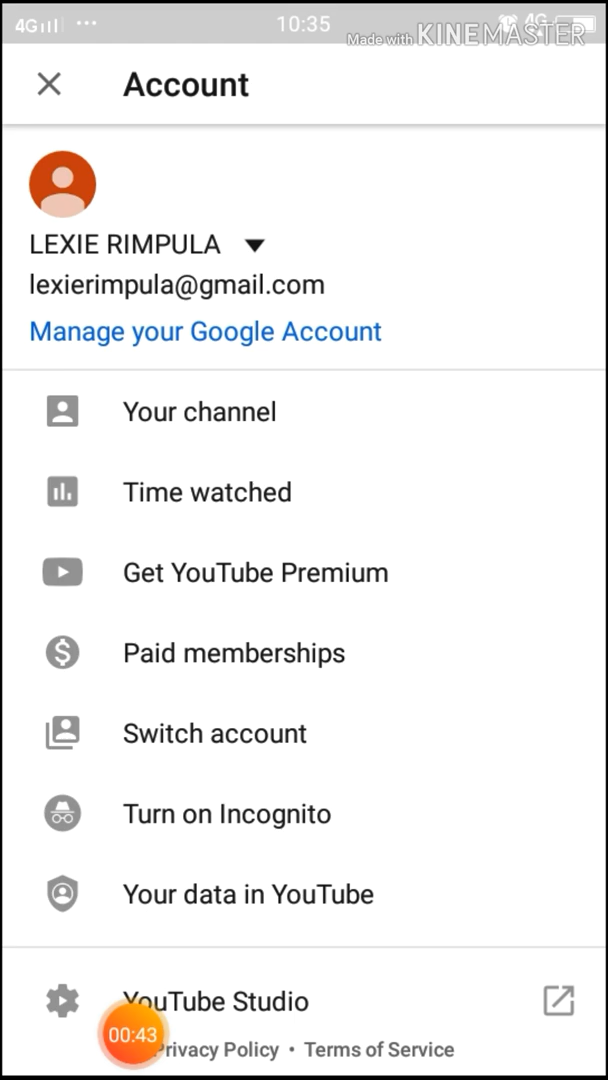 4G
10:35
4G
Made with KINEMASTER
Account
LEXIE RIMPULA
lexierimpula@gmail.com
Manage your Google Account
Your channel
Time watched
Get YouTube Premium
Paid memberships
Switch account
Turn on Incognito
Your data in YouTube
YouTube Studio
00:43
Privacy Policy • Terms of Service